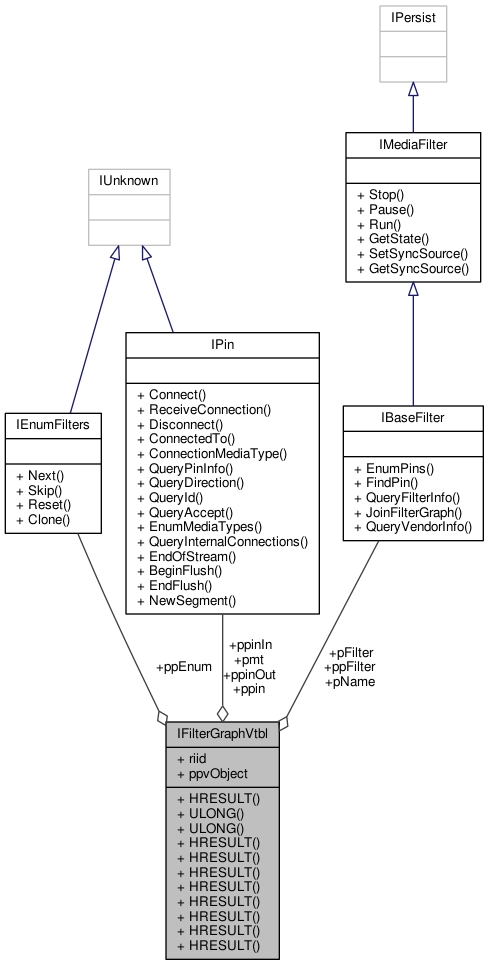 IPersist
IMediaFilter
+ Stop()
+ Pause()
+ Run()
+ GetState()
+ SetSyncSource()
+ GetSyncSource()
IUnknown
IPin
+ Connect()
+ ReceiveConnection()
+ Disconnect()
+ ConnectedTo()
+ ConnectionMediaType()
+ QueryPinInfo()
+ QueryDirection()
+ QueryId()
+ QueryAccept()
+ EnumMediaTypes()
+ QueryInternalConnections()
+ EndOfStream()
+ BeginFlush()
+ EndFlush()
+ NewSegment()
IEnumFilters
+ Next()
+ Skip()
+ Reset()
+ Clone()
IBaseFilter
+ EnumPins()
+ FindPin()
+ QueryFilterInfo()
+ JoinFilterGraph()
+ QueryVendorInfo()
+ppEnum
+ppinIn
+pmt
+ppinOut
+ppin
+pFilter
+ppFilter
+pName
IFilterGraphVtbl
+ riid
+ ppvObject
+ HRESULT()
+ ULONG()
+ ULONG()
+ HRESULT()
+ HRESULT()
+ HRESULT()
+ HRESULT()
+ HRESULT()
+ HRESULT()
+ HRESULT()
+ HRESULT()